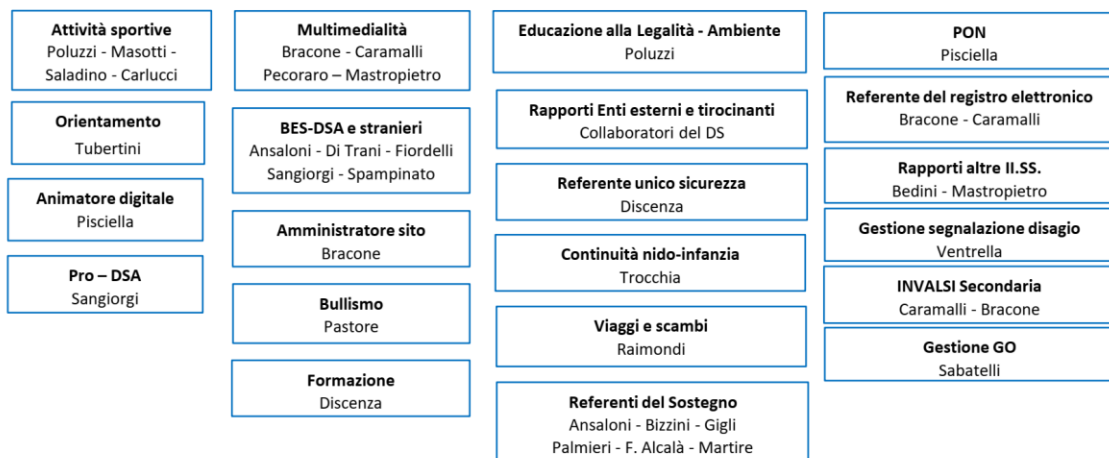 Attività sportive
Poluzzi - Masotti -
Saladino - Carlucci
Orientamento
Tubertini
Animatore digitale
Pisciella
Pro – DSA
Sangiorgi
Multimedialità
Bracone - Caramalli
Pecoraro – Mastropietro
BES-DSA e stranieri
Ansaloni - Di Trani - Fiordelli
Sangiorgi - Spampinato
Amministratore sito
Bracone
Bullismo
Pastore
Formazione
Discenza
Educazione alla Legalità - Ambiente
Poluzzi
Rapporti Enti esterni e tirocinanti
Collaboratori del DS
Referente unico sicurezza
Discenza
Continuità nido-infanzia
Trocchia
Viaggi e scambi
Raimondi
Referenti del Sostegno
Ansaloni - Bizzini - Gigli
Palmieri - F. Alcalà - Martire
PON
Pisciella
Referente del registro elettronico
Bracone - Caramalli
Rapporti altre II.SS.
Bedini - Mastropietro
Gestione segnalazione disagio
Ventrella
INVALSI Secondaria
Caramalli - Bracone
Gestione GO
Sabatelli